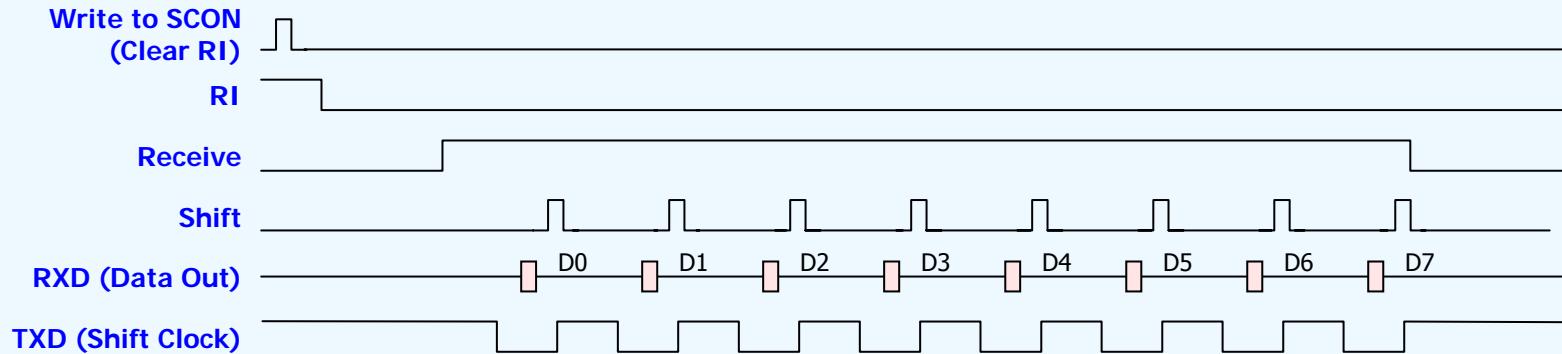 Write to SCON
(Clear RI)
RI
Receive
Shift
RXD (Data Out)
D0 D1 D2 D3 D4 D5 D6 D7
TXD (Shift Clock)